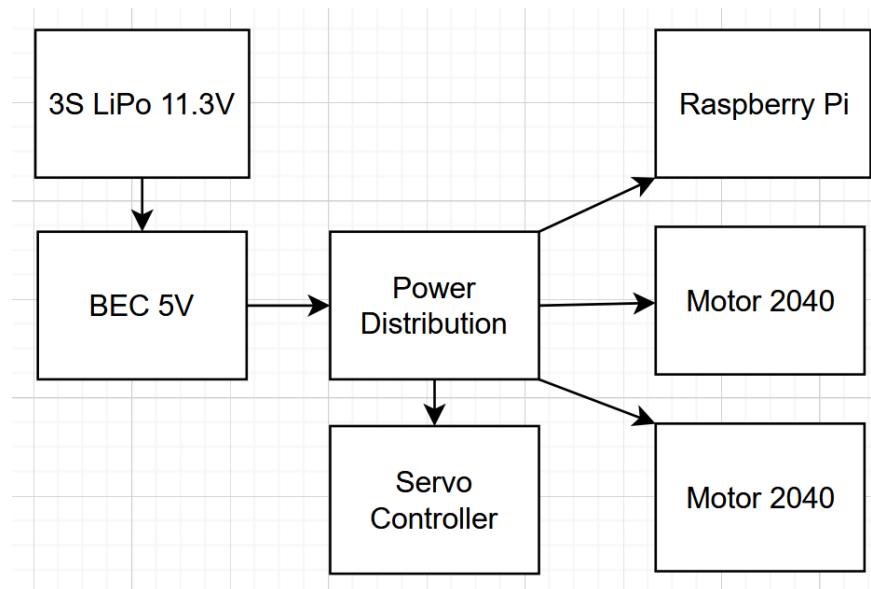 3S LiPo 11.3V
Raspberry Pi
BEC 5V
Power
Distribution
Motor 2040
Servo
Controller
Motor 2040